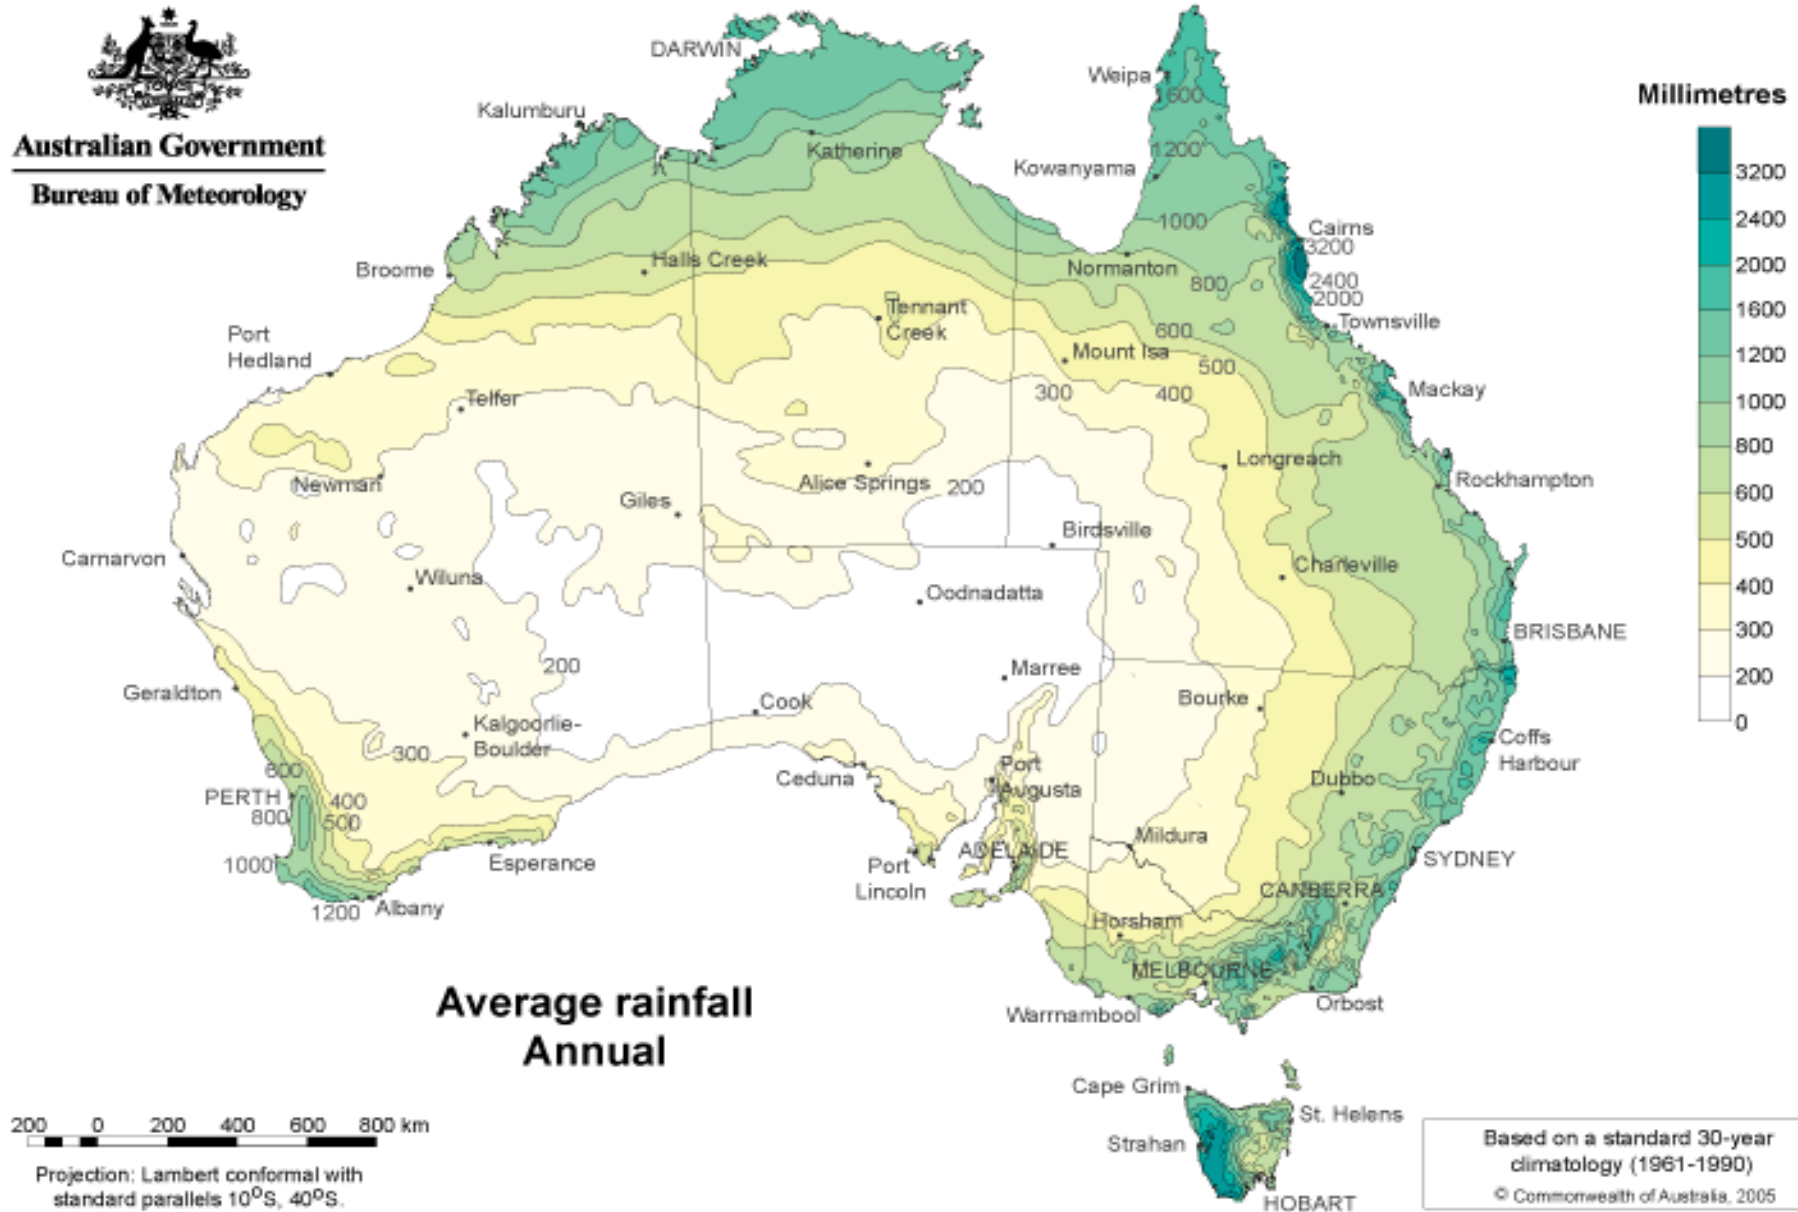 Australian Government
Bureau of Meteorology
DARWIN
Kalumburu
Katherine
Weipa
1600
1200
Kowanyama
1000
Cairns
3200
2400
2000
Broome
Halls Creek
Normanton
800
Townsville
Tennant
Creek
600
Mount Isa
500
Port
Hedland
300
400
Mackay
Telfer
Longreach
Newman
Alice Springs
200
Rockhampton
Giles
Birdsville
Carnarvon
Wiluna
Charleville
Oodnadatta
BRISBANE
200
Marree
Geraldton
Cook
Bourke
Kalgoorlie-
Boulder
300
Coffs
Harbour
600
Ceduna
Port
Augusta
Dubbo
PERTH
400
800
500
Mildura
ADELAIDE
SYDNEY
1000
Esperance
Port
Lincoln
CANBERRA
1200
Albany
Horsham
MELBOURNE
Warrnambool
Orbost
Cape Grim
St. Helens
Strahan
HOBART
Millimetres
3200
2400
2000
1600
1200
1000
800
600
500
400
300
200
0
Average rainfall
Annual
200 0 200 400 600 800 km
Projection: Lambert conformal with
standard parallels 10ºS, 40ºS.
Based on a standard 30-year
climatology (1961-1990)
© Commonwealth of Australia, 2005